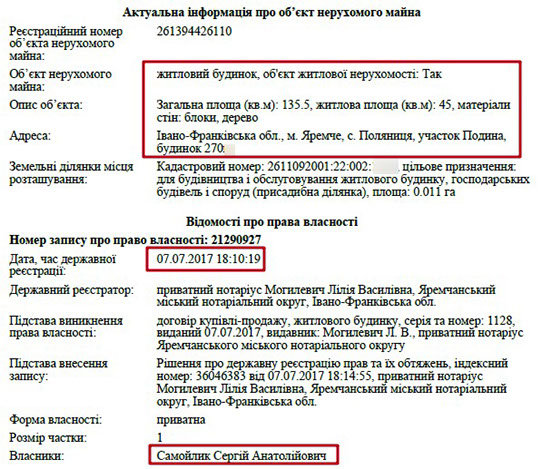 Актуальна інформація про об’єкт нерухомого майна
Реєстраційний номер 261394426110
об’єкта нерухомого
майна:
Об’єкт нерухомого житловий будинок, об'єкт житлової нерухомості: Так
майна:
Опис об’єкта: Загальна площа (кв.м): 135.5, житлова площа (кв.м): 45, матеріали
стін: блоки, дерево
Адреса: Івано-Франківська обл., м. Яремче, с. Поляниця, участок Подина,
будинок 270
Земельні ділянки місця Кадастровий номер: 2611092001:22:002: цільове призначення:
розташування: для будівництва і обслуговування житлового будинку, господарських
будівель і споруд (присадибна ділянка), площа: 0.011 га
Відомості про права власності
Номер запису про право власності: 21290927
Дата, час державної 07.07.2017 18:10:19
реєстрації:
Державний реєстратор: приватний нотаріус Могилевич Лілія Василівна, Яремчанський
міський нотаріальний округ, Івано-Франківська обл.
Підстава виникнення договір купівлі-продажу, житлового будинку, серія та номер: 1128,
права власності: виданий 07.07.2017, видавник: Могилевич Л. В., приватний нотаріус
Яремчанського міського нотаріального округу
Підстава внесення Рішення про державну реєстрацію прав та їх обтяжень, індексний
запису: номер: 36046383 від 07.07.2017 18:14:55, приватний нотаріус
Могилевич Лілія Василівна, Яремчанський міський нотаріальний
округ, Івано-Франківська обл.
Форма власності: приватна
Розмір частки: 1
Власники: Самойлик Сергій Анатолійович